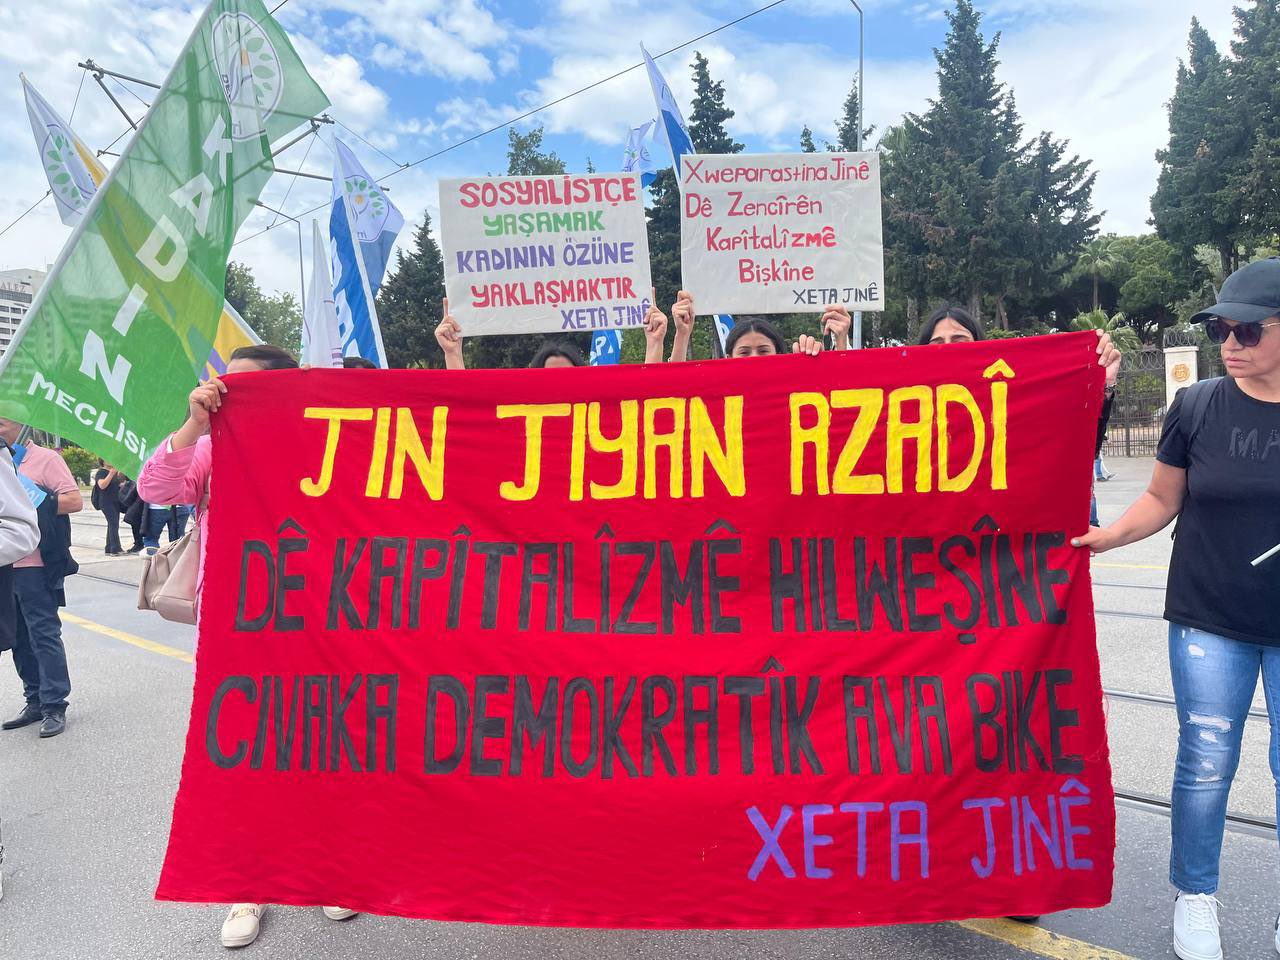 KADIN
MECLİSİ
SOSYALİSTÇE
YAŞAMAK
KADININ ÖZÜNE
YAKLAŞMAKTIR
XETA JINÊ
Xweparastina Jinê
Dê Zencîrên
Kapîtalîzmê
Bişkîne
XETA JINÊ
JIN JIYAN AZADÎ
DÊ KAPÎTALÎZMÊ HILWEŞÎNE
CIVAKA DEMOKRATÎK AVA BIKE
XETA JINÊ